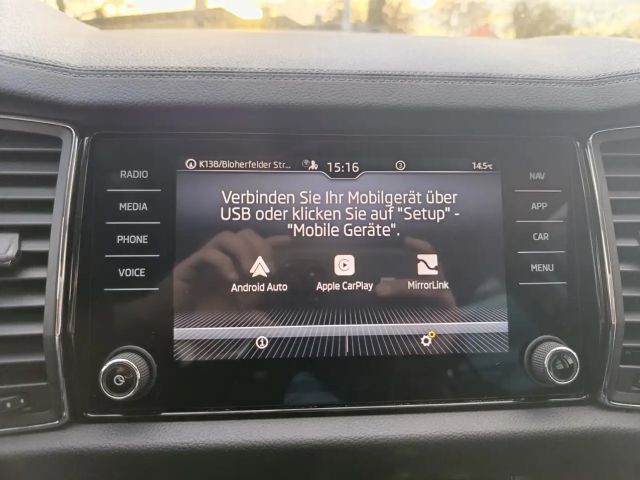 K138/Bloherfelder Str... 15:16 3 14.5°C
RADIO
MEDIA
PHONE
VOICE
Verbinden Sie Ihr Mobilgerät über
USB oder klicken Sie auf "Setup" -
"Mobile Geräte".
Android Auto Apple CarPlay MirrorLink
NAV
APP
CAR
MENU